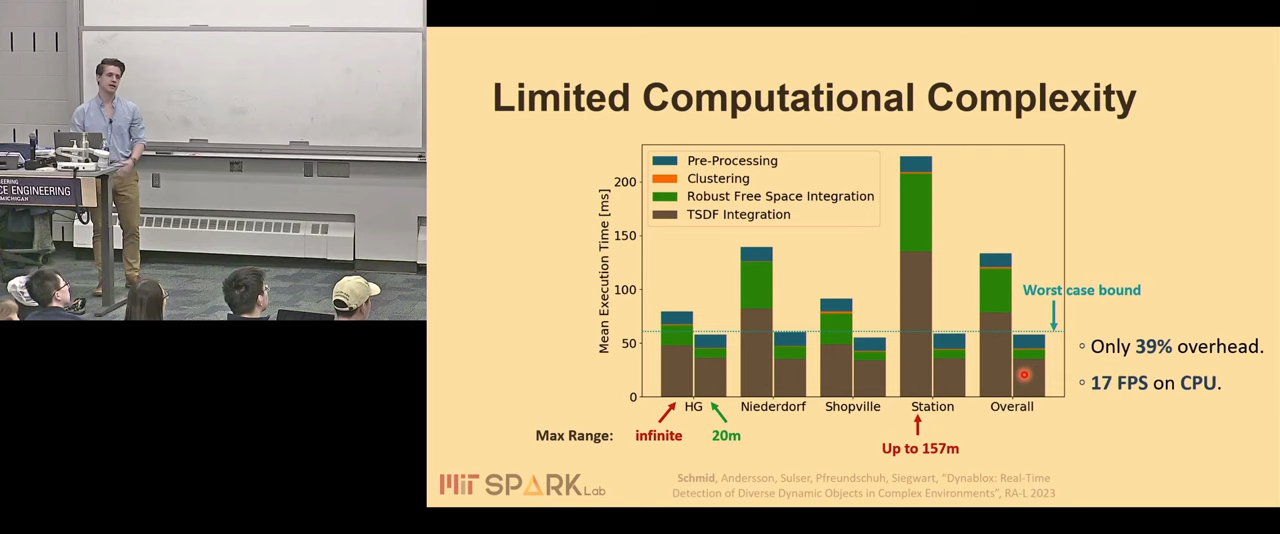 ERING
CE ENGINEERING
MICHIGAN
Limited Computational Complexity
Pre-Processing
Clustering
Robust Free Space Integration
TSDF Integration
Mean Execution Time [ms]
200
150
100
50
0
Worst case bound
◦ Only 39% overhead.
◦ 17 FPS on CPU.
HG
Niederdorf
Shopville
Station
Overall
Max Range:
infinite
20m
Up to 157m
MIT SPARK Lab
Schmid, Andersson, Sulser, Pfreundschuh, Siegwart, "Dynablox: Real-Time
Detection of Diverse Dynamic Objects in Complex Environments", RA-L 2023